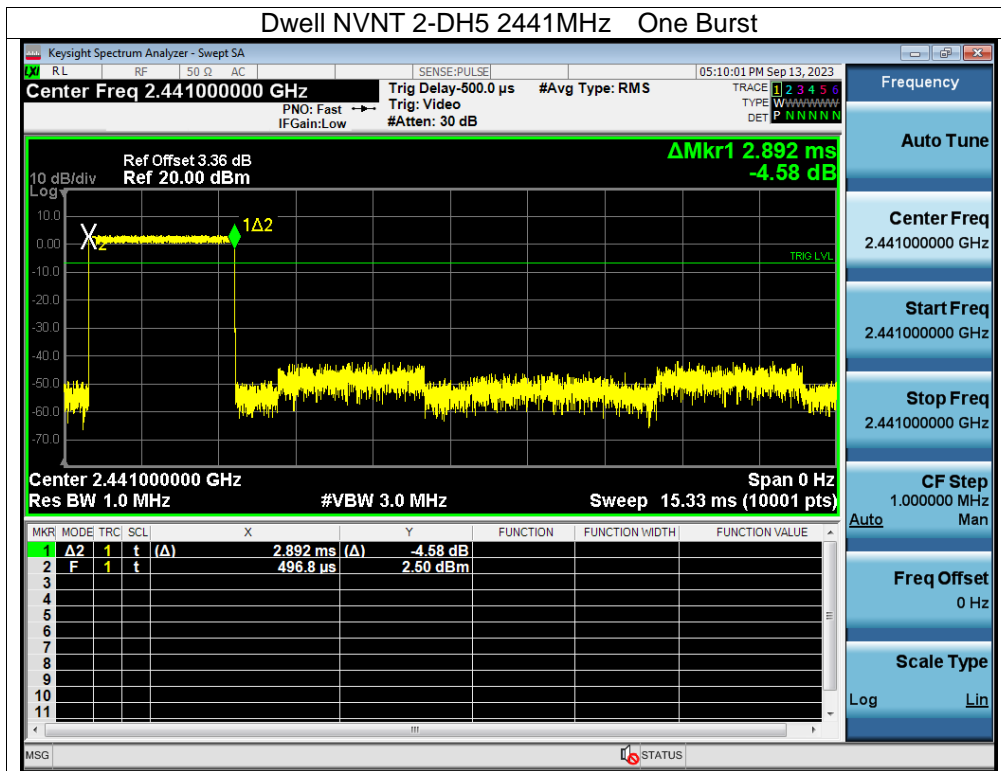 Dwell NVNT 2-DH5 2441MHz One Burst
Keysight Spectrum Analyzer - Swept SA
LXI RL RF 50 Ω AC SENSE:PULSE 05:10:01 PM Sep 13, 2023
Center Freq 2.441000000 GHz Trig Delay-500.0 µs #Avg Type: RMS TRACE 1 2 3 4 5 6
PNO: Fast Trig: Video TYPE WWWWWW
IFGain:Low #Atten: 30 dB DET P N N N N N
Frequency
Auto Tune
Center Freq
2.441000000 GHz
Start Freq
2.441000000 GHz
Stop Freq
2.441000000 GHz
CF Step
1.000000 MHz
Auto Man
Freq Offset
0 Hz
Scale Type
Log Lin
ΔMkr1 2.892 ms
-4.58 dB
Ref Offset 3.36 dB
10 dB/div Ref 20.00 dBm
Log
10.0
0.00
-10.0
-20.0
-30.0
-40.0
-50.0
-60.0
-70.0
2
1Δ2
TRIG LVL
Center 2.441000000 GHz Span 0 Hz
Res BW 1.0 MHz #VBW 3.0 MHz Sweep 15.33 ms (10001 pts)
MKR MODE TRC SCL X Y FUNCTION FUNCTION WIDTH FUNCTION VALUE
1 Δ2 1 t (Δ) 2.892 ms (Δ) -4.58 dB
2 F 1 t 496.8 µs 2.50 dBm
3
4
5
6
7
8
9
10
11
MSG STATUS